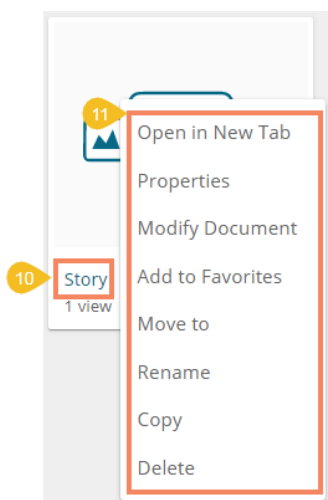 11
Open in New Tab
Properties
Modify Document
10
Story
Add to Favorites
1 view
Move to
Rename
Copy
Delete